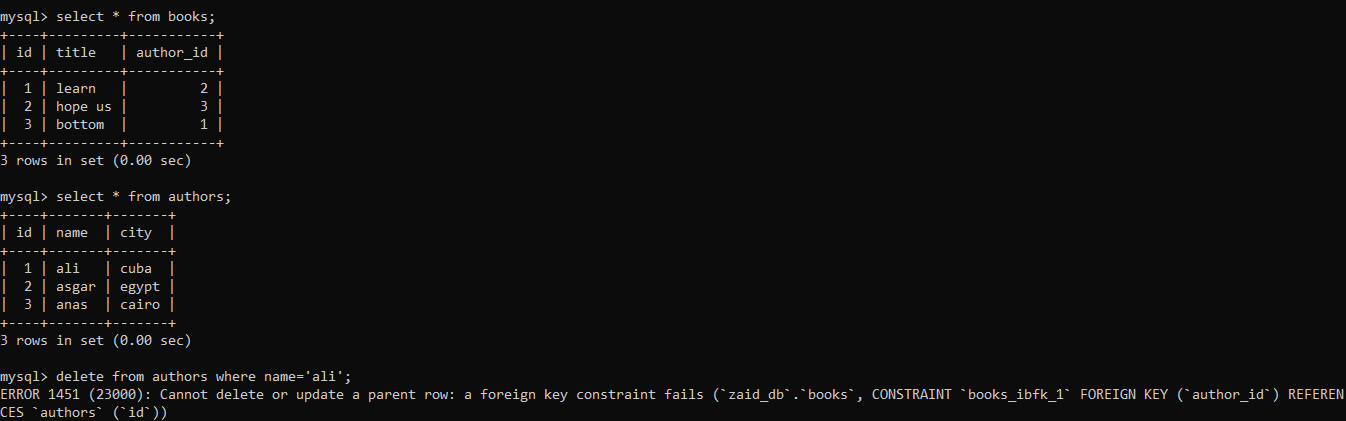 mysql> select * from books;
+----+---------+-----------+
| id | title   | author_id |
+----+---------+-----------+
|  1 | learn   |         2 |
|  2 | hope us |         3 |
|  3 | bottom  |         1 |
+----+---------+-----------+
3 rows in set (0.00 sec)

mysql> select * from authors;
+----+-------+-------+
| id | name  | city  |
+----+-------+-------+
|  1 | ali   | cuba  |
|  2 | asgar | egypt |
|  3 | anas  | cairo |
+----+-------+-------+
3 rows in set (0.00 sec)

mysql> delete from authors where name='ali';
ERROR 1451 (23000): Cannot delete or update a parent row: a foreign key constraint fails (`zaid_db`.`books`, CONSTRAINT `books_ibfk_1` FOREIGN KEY (`author_id`) REFEREN
CES `authors` (`id`))